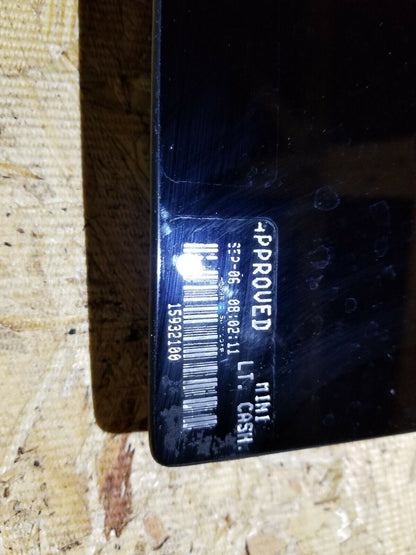 MINI
LT. CASH.
APPROVED
SEP-06 08:02:11
15932100